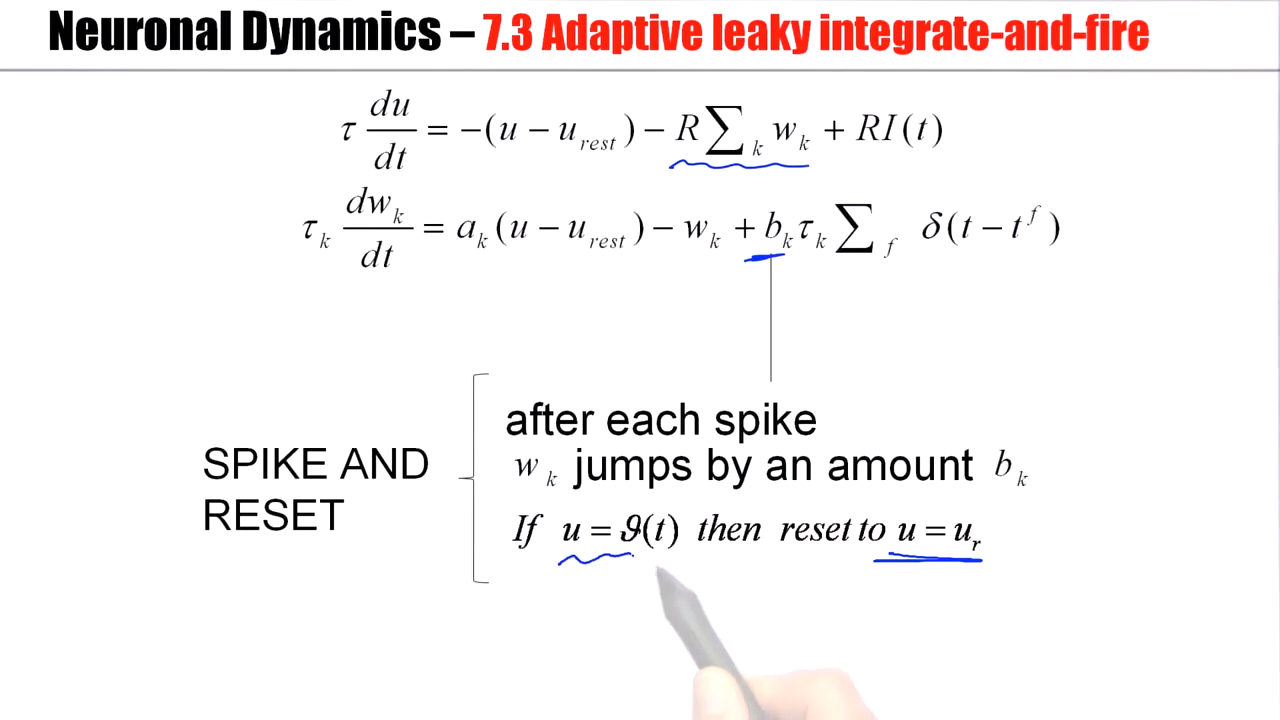 Neuronal Dynamics – 7.3 Adaptive leaky integrate-and-fire
τ du/dt = −(u − u_rest) − R∑_k w_k + RI(t)
τ_k dw_k/dt = a_k(u − u_rest) − w_k + b_k τ_k ∑_f δ(t − t^f)
after each spike
SPIKE AND
RESET
w_k jumps by an amount b_k
If u = ϑ(t) then reset to u = u_r